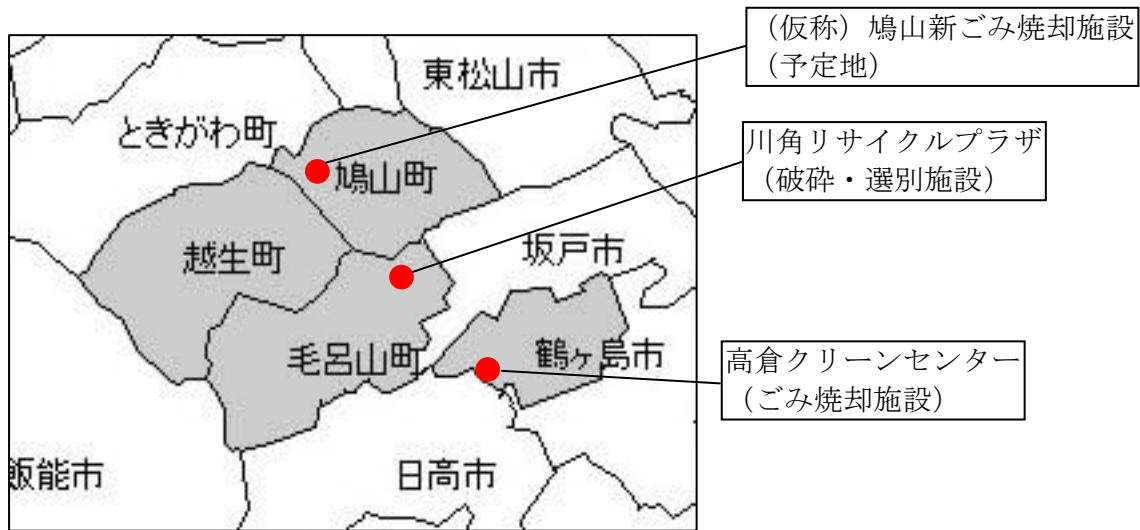 （仮称）鳩山新ごみ焼却施設
（予定地）
東松山市
ときがわ町
川角リサイクルプラザ
（破砕・選別施設）
鳩山町
越生町
坂戸市
毛呂山町
鶴ヶ島市
高倉クリーンセンター
（ごみ焼却施設）
飯能市
日高市